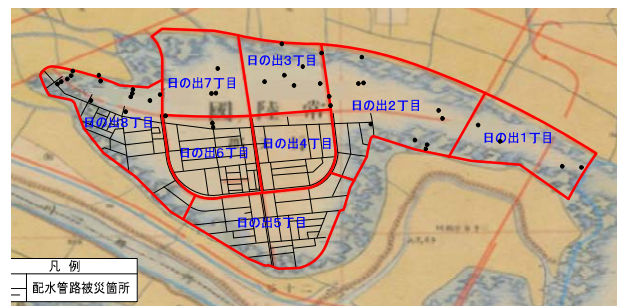 日の出3丁目
日の出7丁目
國陸常
日の出2丁目
日の出8丁目
日の出1丁目
日の出6丁目
日の出4丁目
日の出5丁目
凡例
配水管路被災箇所